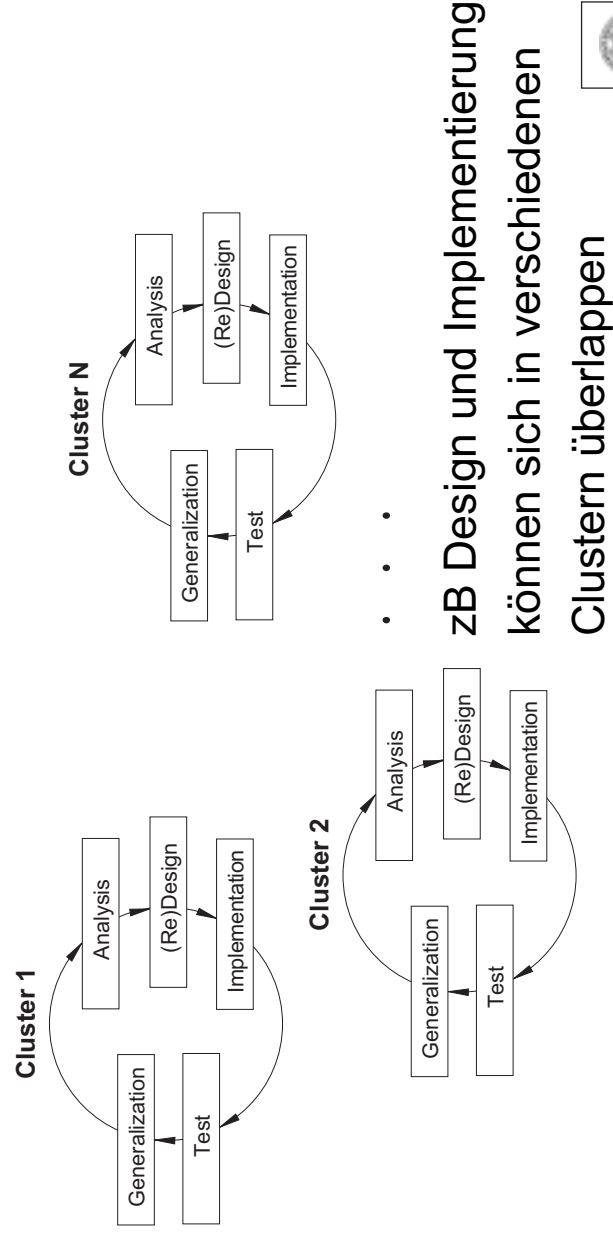 Cluster 1
Generalization
Test
Analysis
(Re)Design
Implementation
Cluster 2
Generalization
Test
Analysis
(Re)Design
Implementation
. . .
Cluster N
Generalization
Test
Analysis
(Re)Design
Implementation
zB Design und Implementierung
können sich in verschiedenen
Clustern überlappen